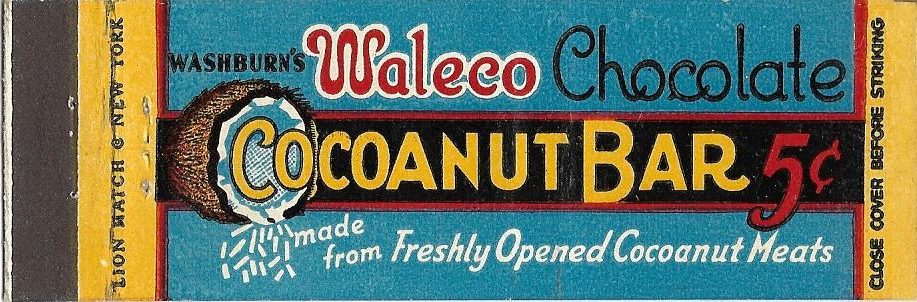 LION MATCH © NEW YORK
WASHBURN'S Waleco Chocolate
COCOANUT BAR 5¢
made
from Freshly Opened Cocoanut Meats
CLOSE COVER BEFORE STRIKING